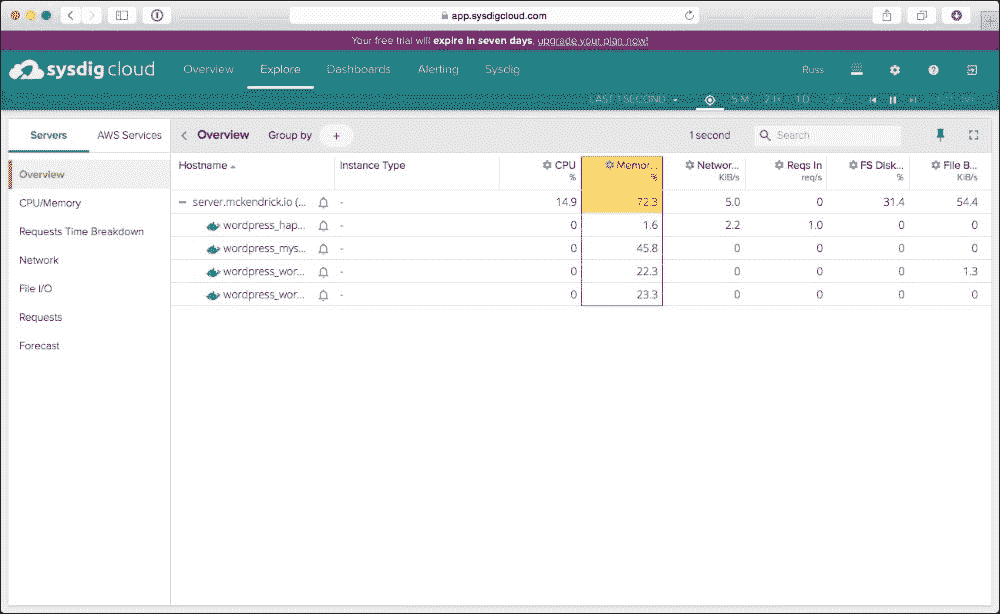 app.sysdigcloud.com
Your free trial will expire in seven days, upgrade your plan now!
sysdig cloud Overview Explore Dashboards Alerting Sysdig Russ
LAST 1 SECOND 5 M 1 D
Servers AWS Services Overview Group by + 1 second Search
Overview
CPU/Memory
Requests Time Breakdown
Network
File I/O
Requests
Forecast
Hostname Instance Type CPU Memor... Networ... Reqs In FS Disk... File B...
% % KiB/s req/s % KiB/s
server.mckendrick.io (... - 14.9 72.3 5.0 0 31.4 54.4
wordpress_hap... - 0 1.6 2.2 1.0 0 0
wordpress_mys... - 0 45.8 0 0 0 0
wordpress_wor... - 0 22.3 0 0 0 1.3
wordpress_wor... - 0 23.3 0 0 0 0